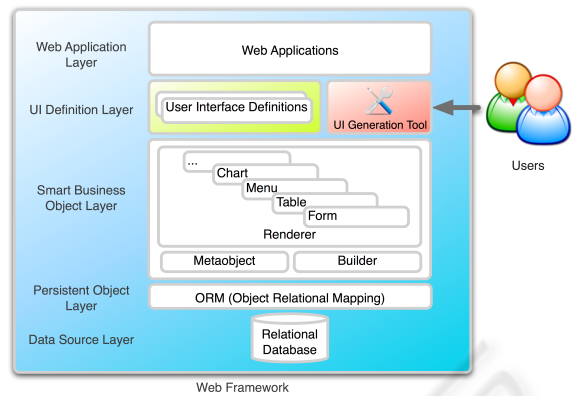 Web Application
Layer
Web Applications
UI Definition Layer
User Interface Definitions
UI Generation Tool
Users
Smart Business
Object Layer
...
Chart
Menu
Table
Form
Renderer
Metaobject
Builder
Persistent Object
Layer
ORM (Object Relational Mapping)
Data Source Layer
Relational
Database
Web Framework